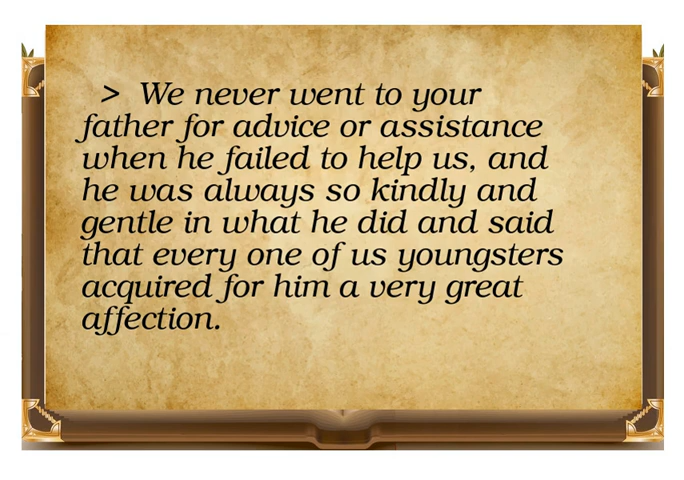 > We never went to your
father for advice or assistance
when he failed to help us, and
he was always so kindly and
gentle in what he did and said
that every one of us youngsters
acquired for him a very great
affection.